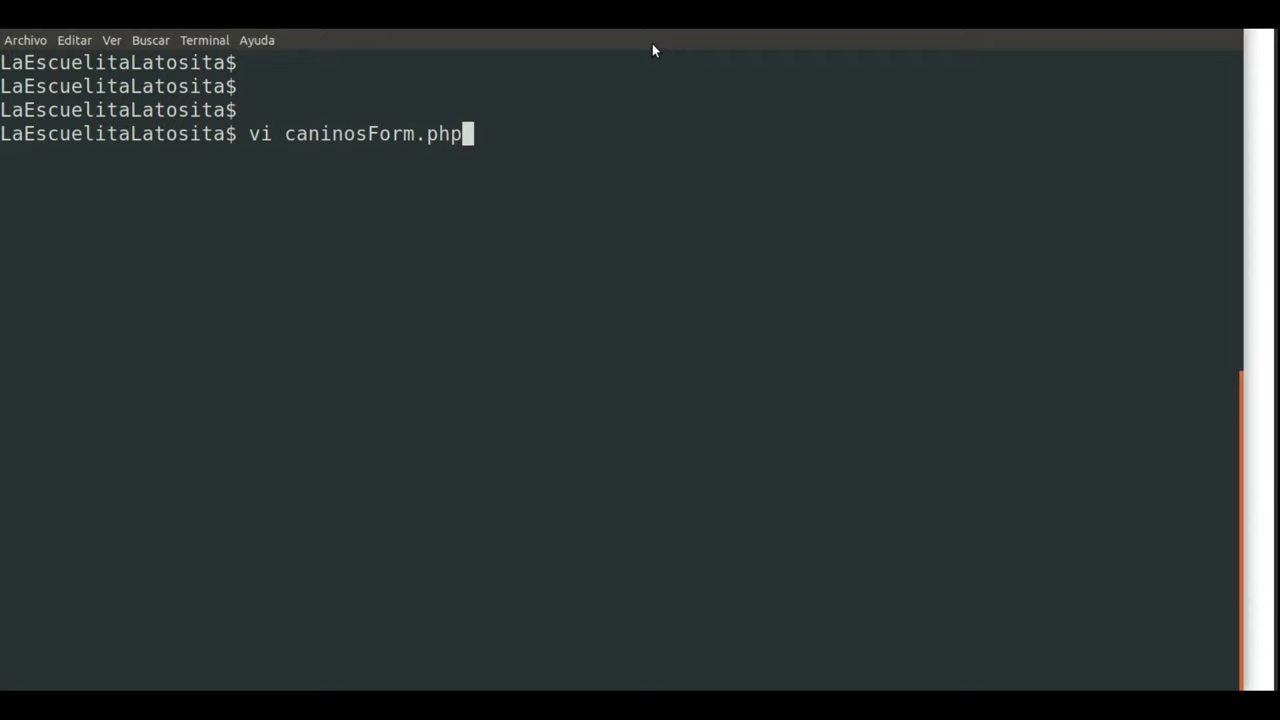 Archivo Editar Ver Buscar Terminal Ayuda
LaEscuelitaLatosita$
LaEscuelitaLatosita$
LaEscuelitaLatosita$
LaEscuelitaLatosita$ vi caninosForm.php